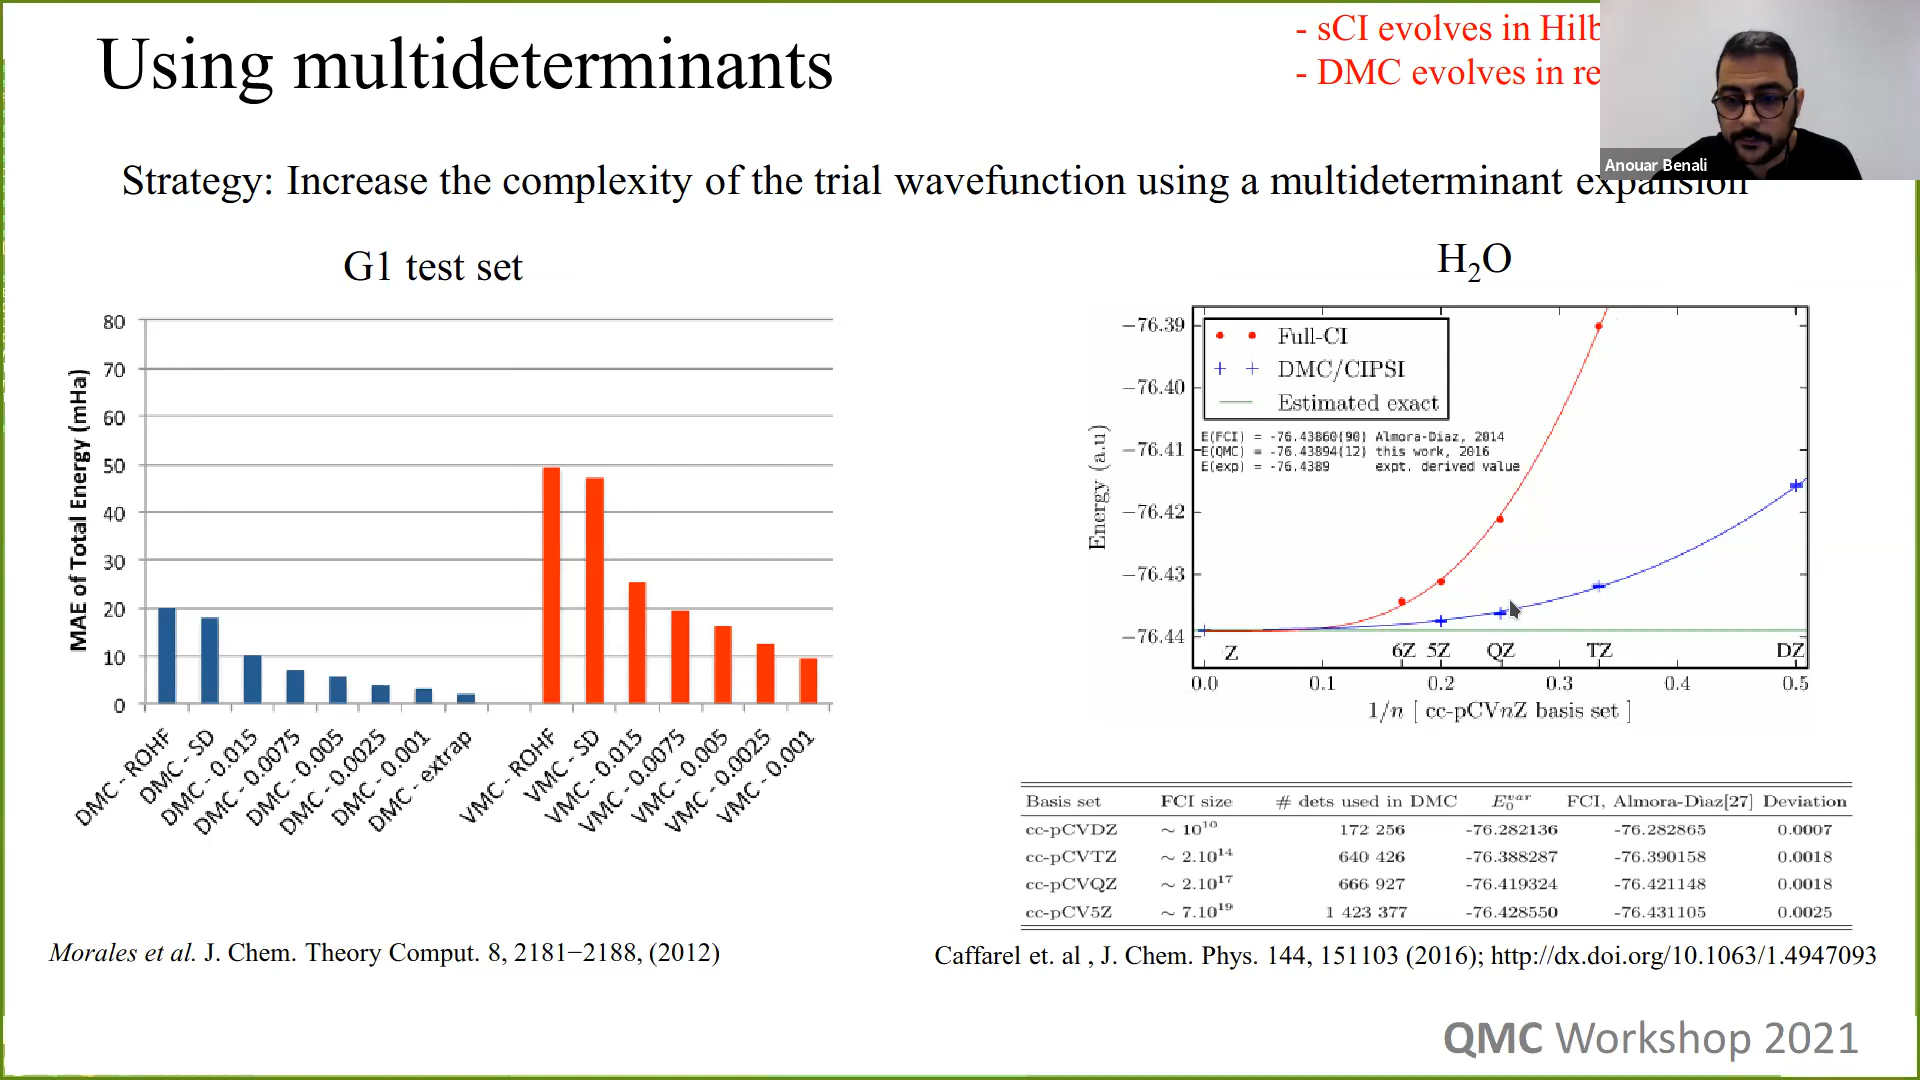 Using multideterminants
- sCI evolves in Hilb
- DMC evolves in re
Anouar Benali
Strategy: Increase the complexity of the trial wavefunction using a multideterminant expansion
G1 test set
MAE of Total Energy (mHa)
80
70
60
50
40
30
20
10
0
DMC - ROHF
DMC - SD
DMC - 0.015
DMC - 0.0075
DMC - 0.005
DMC - 0.0025
DMC - 0.001
DMC - extrap
VMC - ROHF
VMC - SD
VMC - 0.015
VMC - 0.0075
VMC - 0.005
VMC - 0.0025
VMC - 0.001
Morales et al. J. Chem. Theory Comput. 8, 2181−2188, (2012)
H₂O
Energy (a.u)
−76.39
−76.40
−76.41
−76.42
−76.43
−76.44
Full-CI
DMC/CIPSI
Estimated exact
E(FCI) = -76.43860(90) Almora-Diaz, 2014
E(QMC) = -76.43894(12) this work, 2016
E(exp) = -76.4389 expt. derived value
Z 6Z 5Z QZ TZ DZ
0.0 0.1 0.2 0.3 0.4 0.5
1/n [ cc-pCVnZ basis set ]
Basis set FCI size # dets used in DMC E₀ᵛᵃʳ FCI, Almora-Dìaz[27] Deviation
cc-pCVDZ ∼ 10¹⁰ 172 256 -76.282136 -76.282865 0.0007
cc-pCVTZ ∼ 2.10¹⁴ 640 426 -76.388287 -76.390158 0.0018
cc-pCVQZ ∼ 2.10¹⁷ 666 927 -76.419324 -76.421148 0.0018
cc-pCV5Z ∼ 7.10¹⁹ 1 423 377 -76.428550 -76.431105 0.0025
Caffarel et. al , J. Chem. Phys. 144, 151103 (2016); http://dx.doi.org/10.1063/1.4947093
QMC Workshop 2021